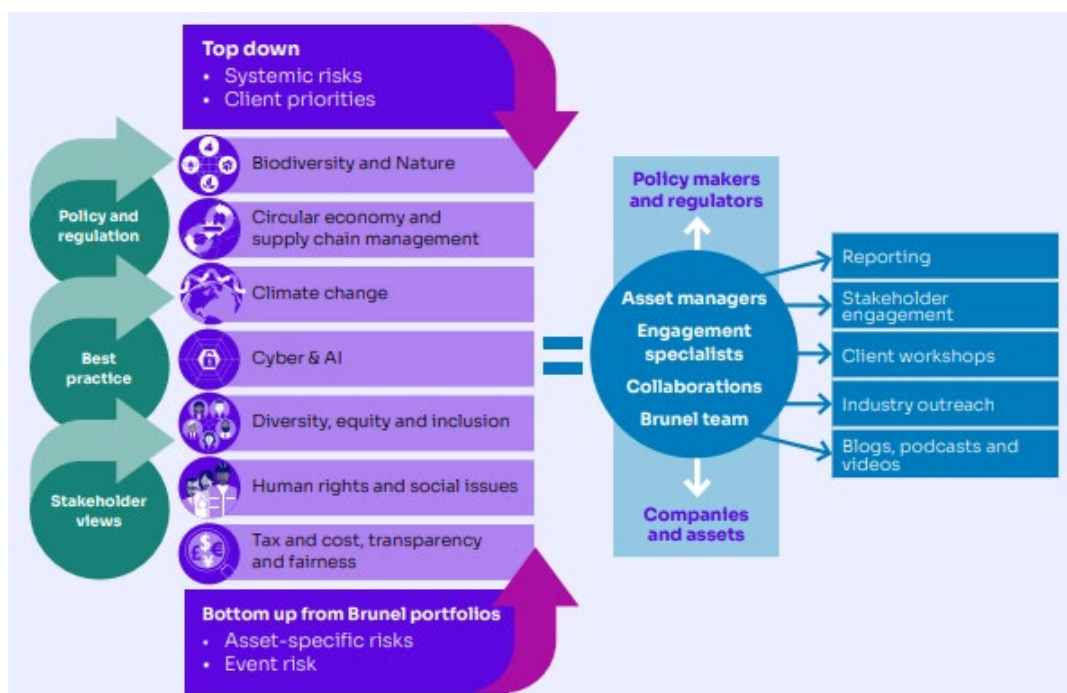 Top down
• Systemic risks
• Client priorities
Policy and
regulation
Best
practice
Stakeholder
views
Biodiversity and Nature
Circular economy and
supply chain management
Climate change
Cyber & AI
Diversity, equity and inclusion
Human rights and social issues
Tax and cost, transparency
and fairness
Bottom up from Brunel portfolios
• Asset-specific risks
• Event risk
=
Policy makers
and regulators
Asset managers
Engagement
specialists
Collaborations
Brunel team
Companies
and assets
Reporting
Stakeholder
engagement
Client workshops
Industry outreach
Blogs, podcasts and
videos